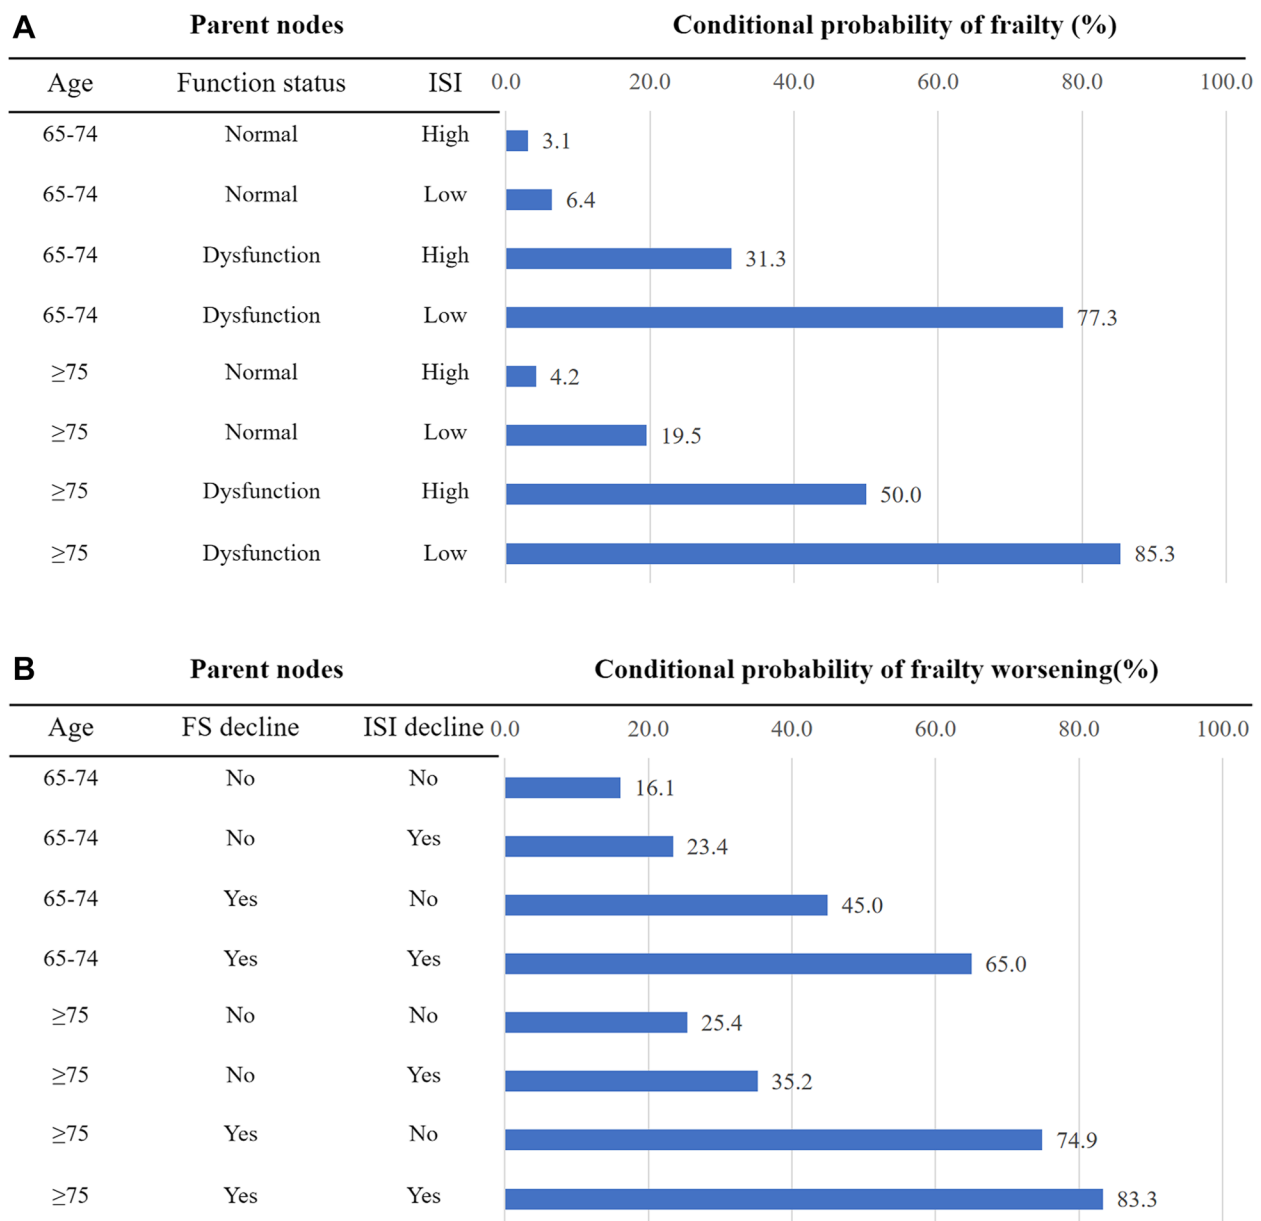 A Parent nodes Conditional probability of frailty (%)
Age Function status ISI 0.0 20.0 40.0 60.0 80.0 100.0
65-74 Normal High 3.1
65-74 Normal Low 6.4
65-74 Dysfunction High 31.3
65-74 Dysfunction Low 77.3
≥75 Normal High 4.2
≥75 Normal Low 19.5
≥75 Dysfunction High 50.0
≥75 Dysfunction Low 85.3
B Parent nodes Conditional probability of frailty worsening(%)
Age FS decline ISI decline 0.0 20.0 40.0 60.0 80.0 100.0
65-74 No No 16.1
65-74 No Yes 23.4
65-74 Yes No 45.0
65-74 Yes Yes 65.0
≥75 No No 25.4
≥75 No Yes 35.2
≥75 Yes No 74.9
≥75 Yes Yes 83.3